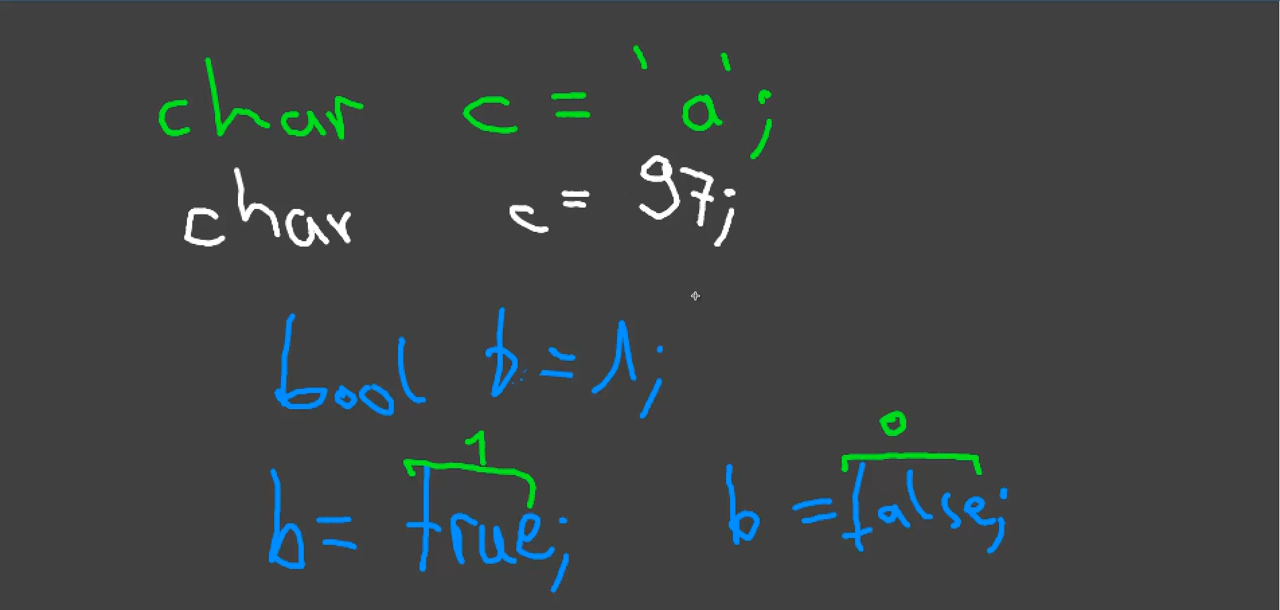 char c = 'a';
char c = 97;
bool b = 1;
1 0
b = true; b = false;